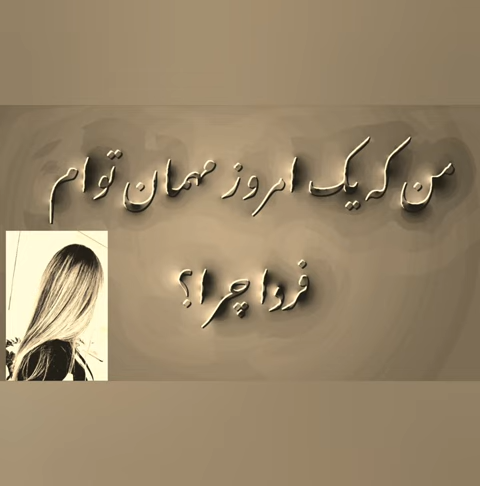 من که یک امروز مهمان توام
فردا چرا؟